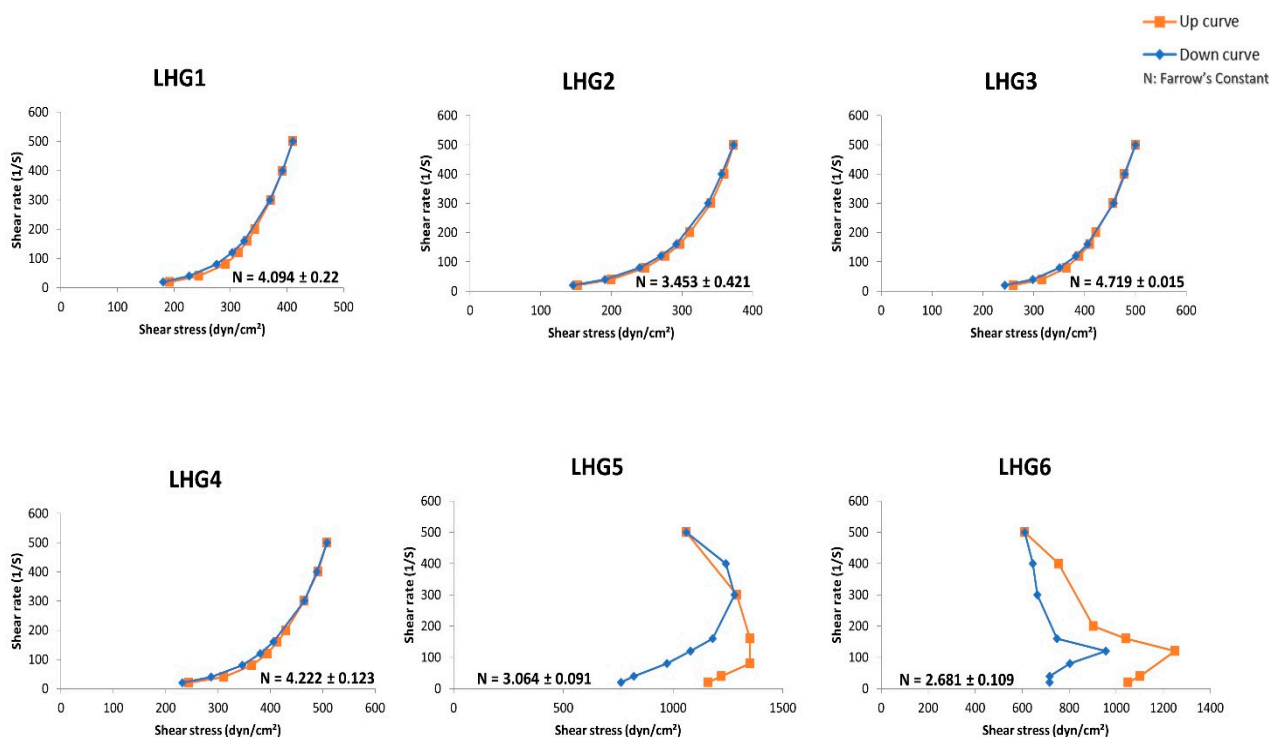 Up curve
Down curve
N: Farrow's Constant
LHG1
Shear rate (1/S)
600
500
400
300
200
100
0
N = 4.094 ± 0.22
0 100 200 300 400 500
Shear stress (dyn/cm²)
LHG2
Shear rate (1/S)
600
500
400
300
200
100
0
N = 3.453 ± 0.421
0 100 200 300 400
Shear stress (dyn/cm²)
LHG3
Shear rate (1/S)
600
500
400
300
200
100
0
N = 4.719 ± 0.015
0 100 200 300 400 500 600
Shear stress (dyn/cm²)
LHG4
Shear rate (1/S)
600
500
400
300
200
100
0
N = 4.222 ± 0.123
0 100 200 300 400 500 600
Shear stress (dyn/cm²)
LHG5
Shear rate (1/S)
600
500
400
300
200
100
0
N = 3.064 ± 0.091
0 500 1000 1500
Shear stress (dyn/cm²)
LHG6
Shear rate (1/S)
600
500
400
300
200
100
0
N = 2.681 ± 0.109
0 200 400 600 800 1000 1200 1400
Shear stress (dyn/cm²)